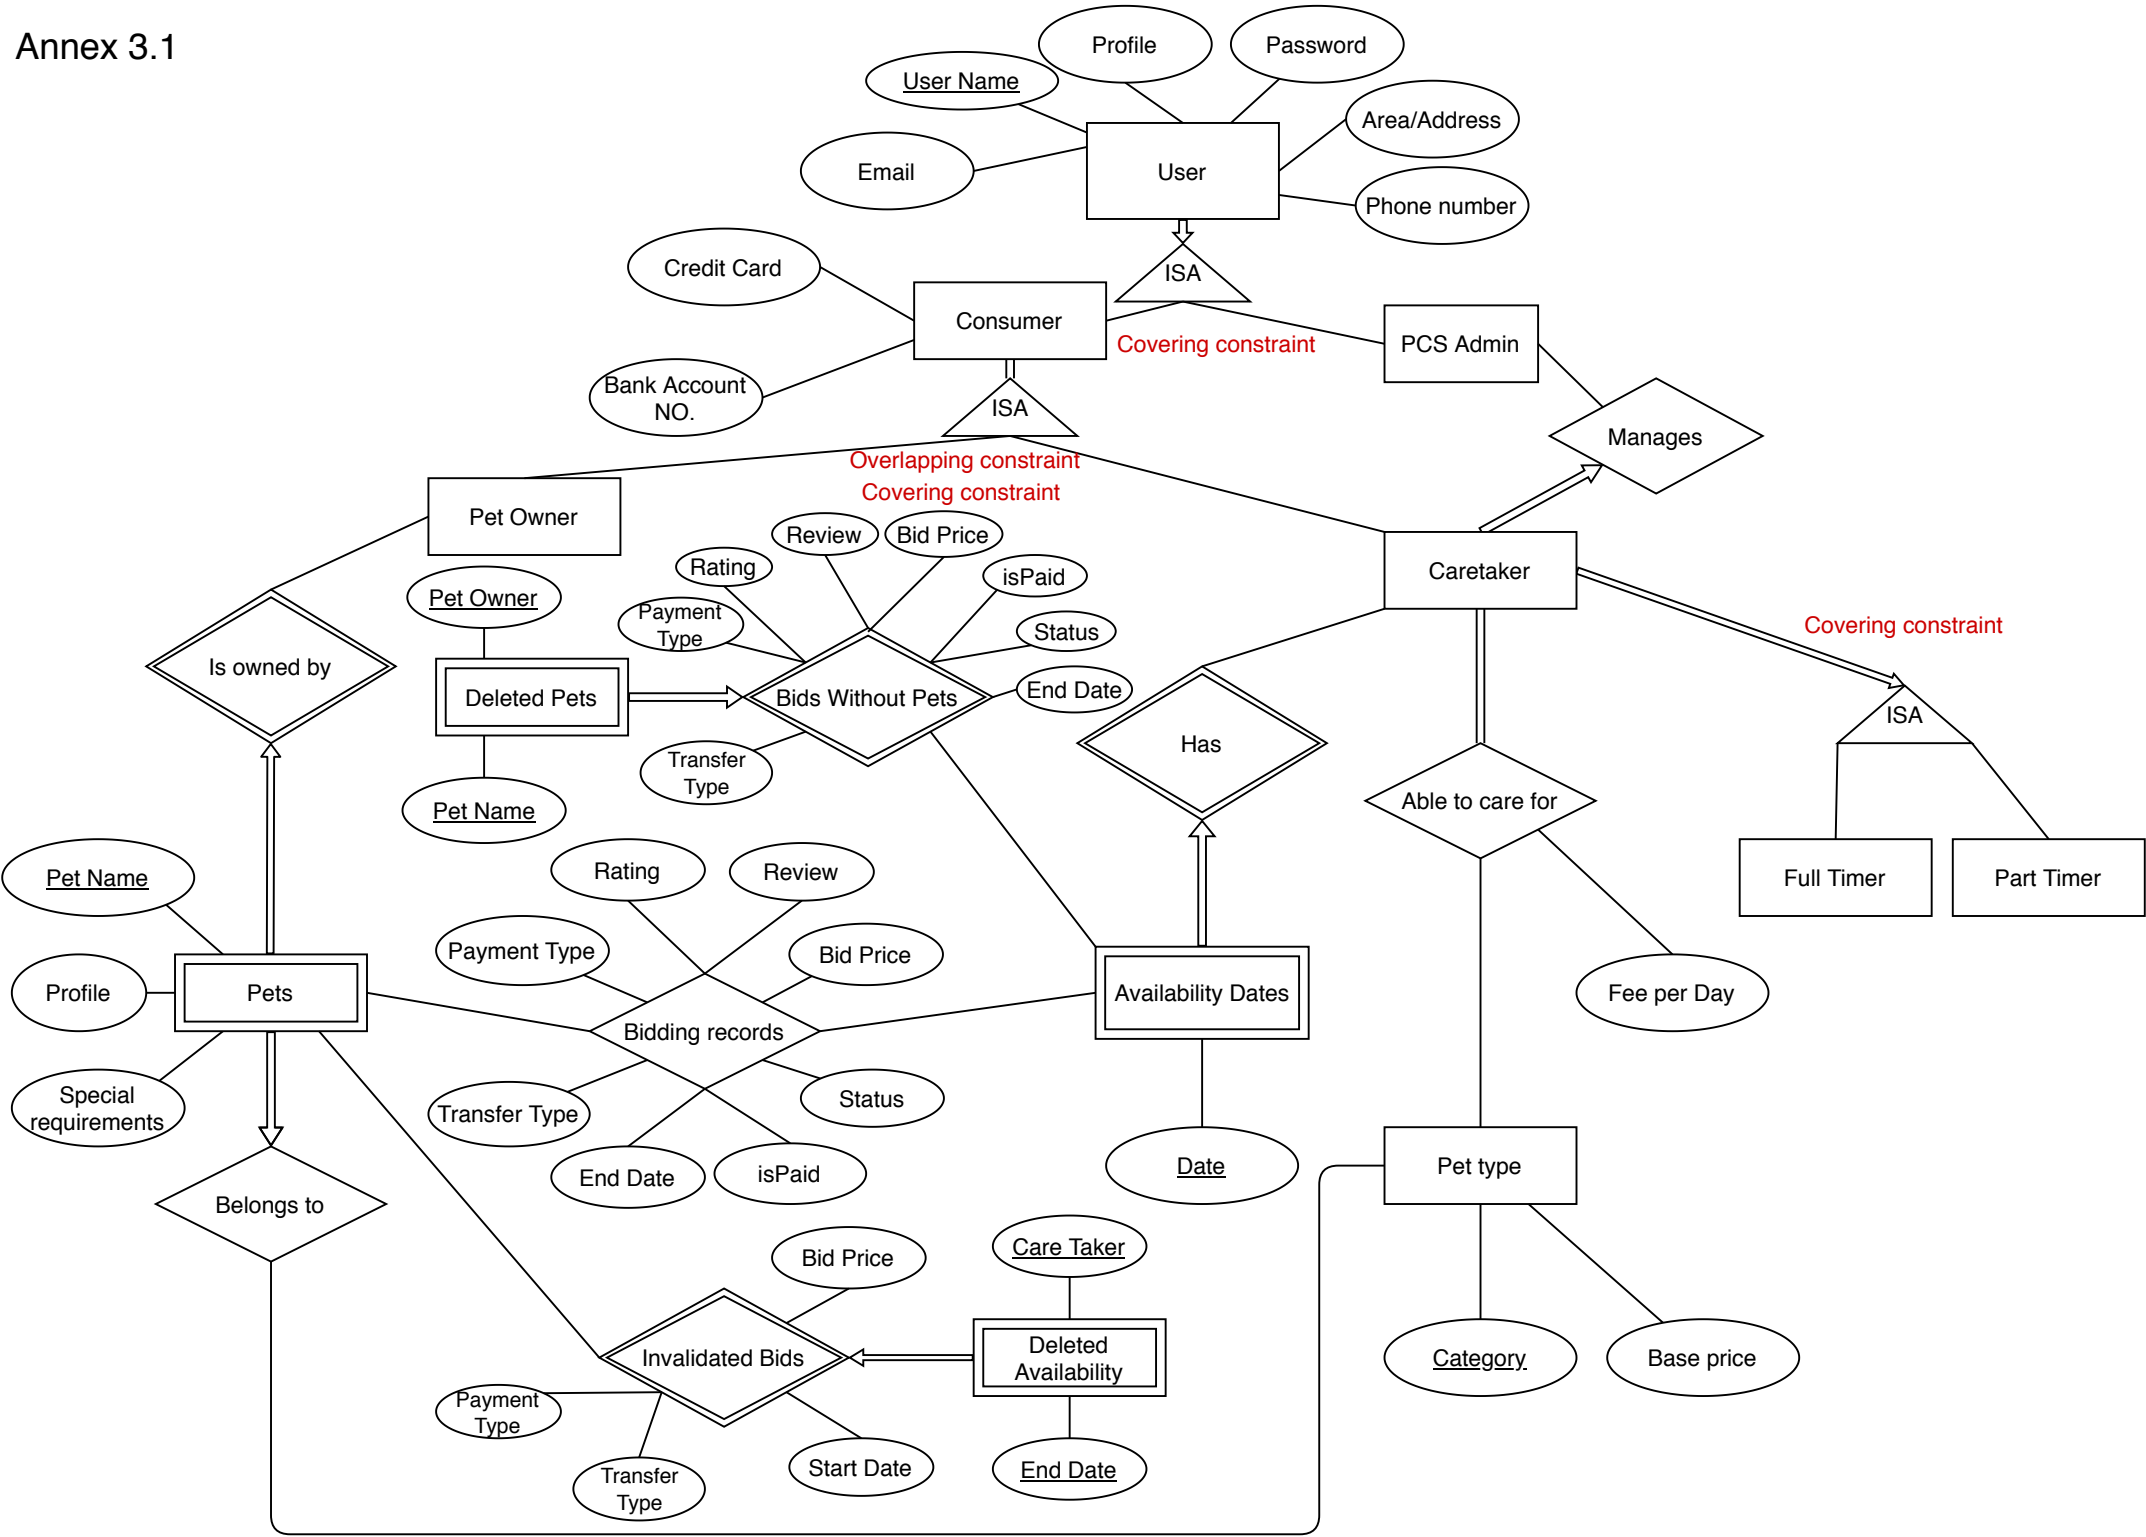 Annex 3.1
Profile
Password
User Name
Area/Address
Email
User
Phone number
Credit Card
ISA
Consumer
Covering constraint
PCS Admin
Bank Account
NO.
ISA
Manages
Overlapping constraint
Covering constraint
Pet Owner
Review
Bid Price
Rating
isPaid
Caretaker
Pet Owner
Payment
Type
Status
Covering constraint
Is owned by
Deleted Pets
Bids Without Pets
End Date
ISA
Has
Transfer
Type
Able to care for
Pet Name
Pet Name
Rating
Review
Full Timer
Part Timer
Payment Type
Bid Price
Profile
Pets
Availability Dates
Fee per Day
Bidding records
Special
requirements
Transfer Type
Status
End Date
isPaid
Date
Pet type
Belongs to
Bid Price
Care Taker
Invalidated Bids
Deleted
Availability
Category
Base price
Payment
Type
Start Date
End Date
Transfer
Type